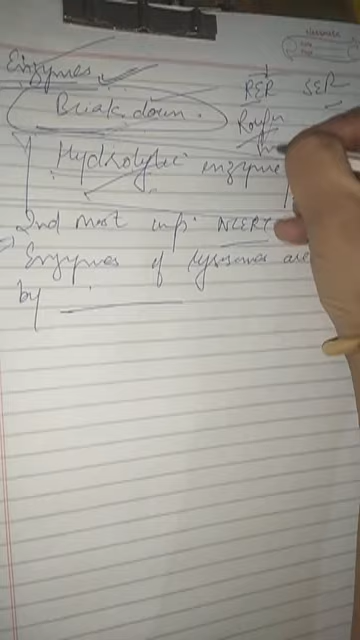 Enzymes
RER SER
Break down.
Rough
Hydrolytic enzyme
2nd most imp. NCERT
Enzymes of lysosomes are
by